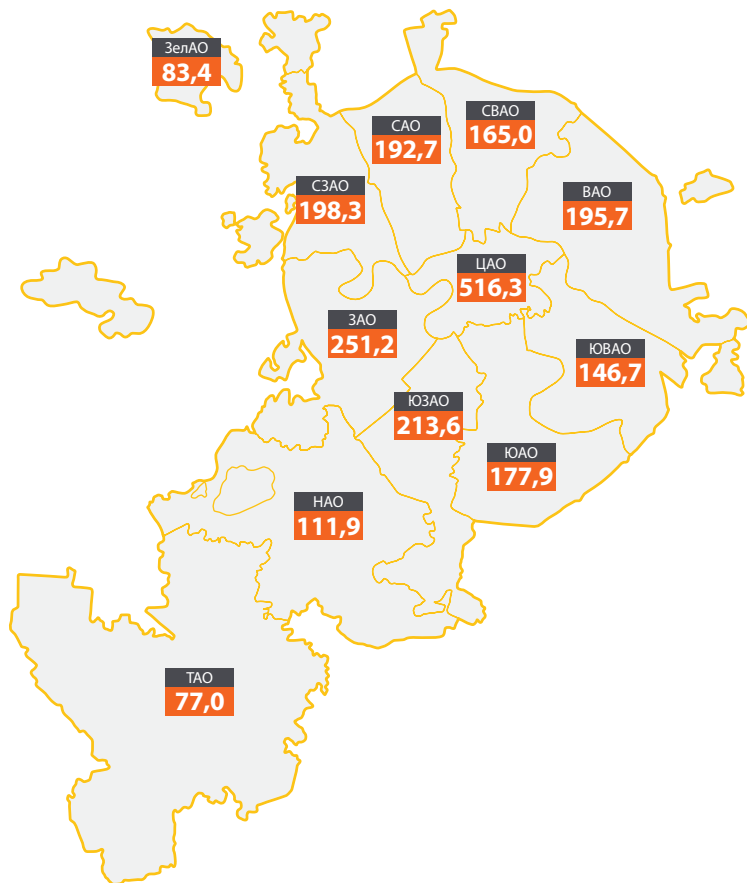 ЗелАО
83,4
САО
192,7
СВАО
165,0
СЗАО
198,3
ВАО
195,7
ЦАО
516,3
ЗАО
251,2
ЮВАО
146,7
ЮЗАО
213,6
ЮАО
177,9
НАО
111,9
ТАО
77,0